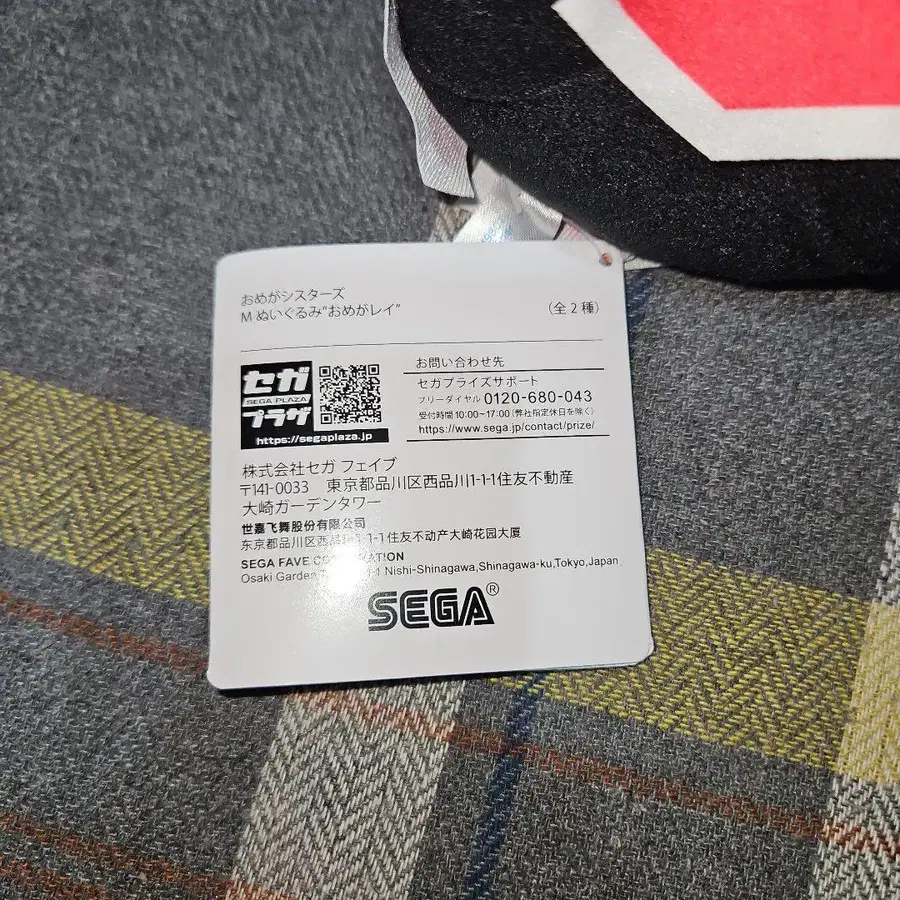 おめがシスターズ
M ぬいぐるみ"おめがレイ"
(全2種)
セガ
SEGA PLAZA
プラザ
https://segaplaza.jp
お問い合わせ先
セガプライズサポート
フリーダイヤル 0120-680-043
受付時間 10:00~17:00 (弊社指定休日を除く)
https://www.sega.jp/contact/prize/
株式会社セガ フェイブ
〒141-0033 東京都品川区西品川1-1-1住友不動産
大崎ガーデンタワー
世嘉飞舞股份有限公司
东京都品川区西品川1-1-1住友不动产大崎花园大厦
SEGA FAVE CORPORATION
Osaki Garden Nishi-Shinagawa,Shinagawa-ku,Tokyo,Japan
SEGA®